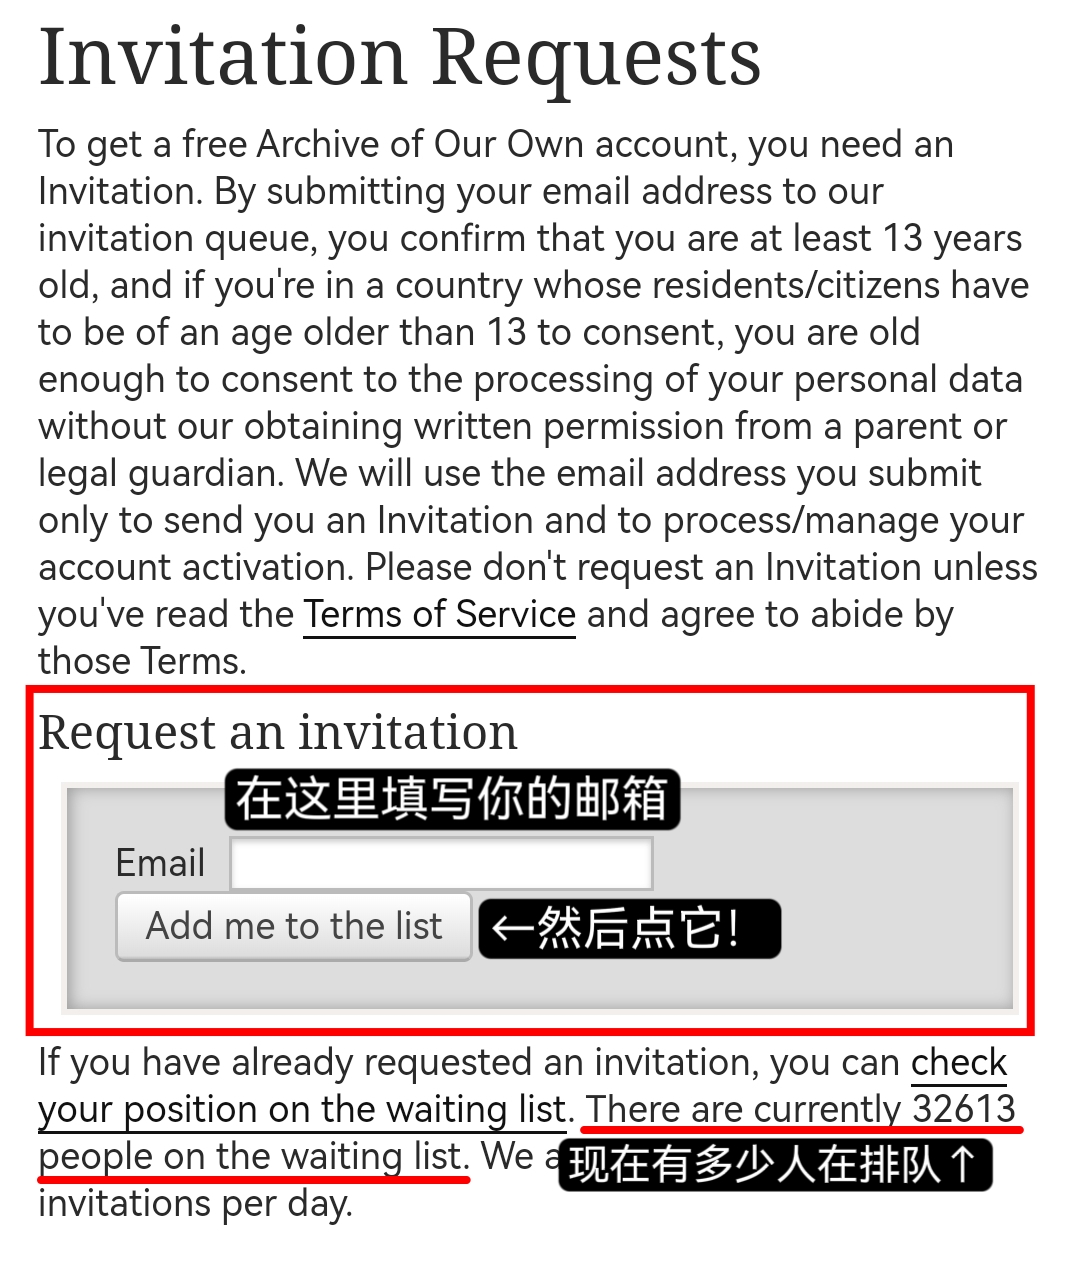 Invitation Requests
To get a free Archive of Our Own account, you need an
Invitation. By submitting your email address to our
invitation queue, you confirm that you are at least 13 years
old, and if you're in a country whose residents/citizens have
to be of an age older than 13 to consent, you are old
enough to consent to the processing of your personal data
without our obtaining written permission from a parent or
legal guardian. We will use the email address you submit
only to send you an Invitation and to process/manage your
account activation. Please don't request an Invitation unless
you've read the Terms of Service and agree to abide by
those Terms.
Request an invitation
在这里填写你的邮箱
Email
Add me to the list ←然后点它！
If you have already requested an invitation, you can check
your position on the waiting list. There are currently 32613
people on the waiting list. We 现在有多少人在排队↑
invitations per day.